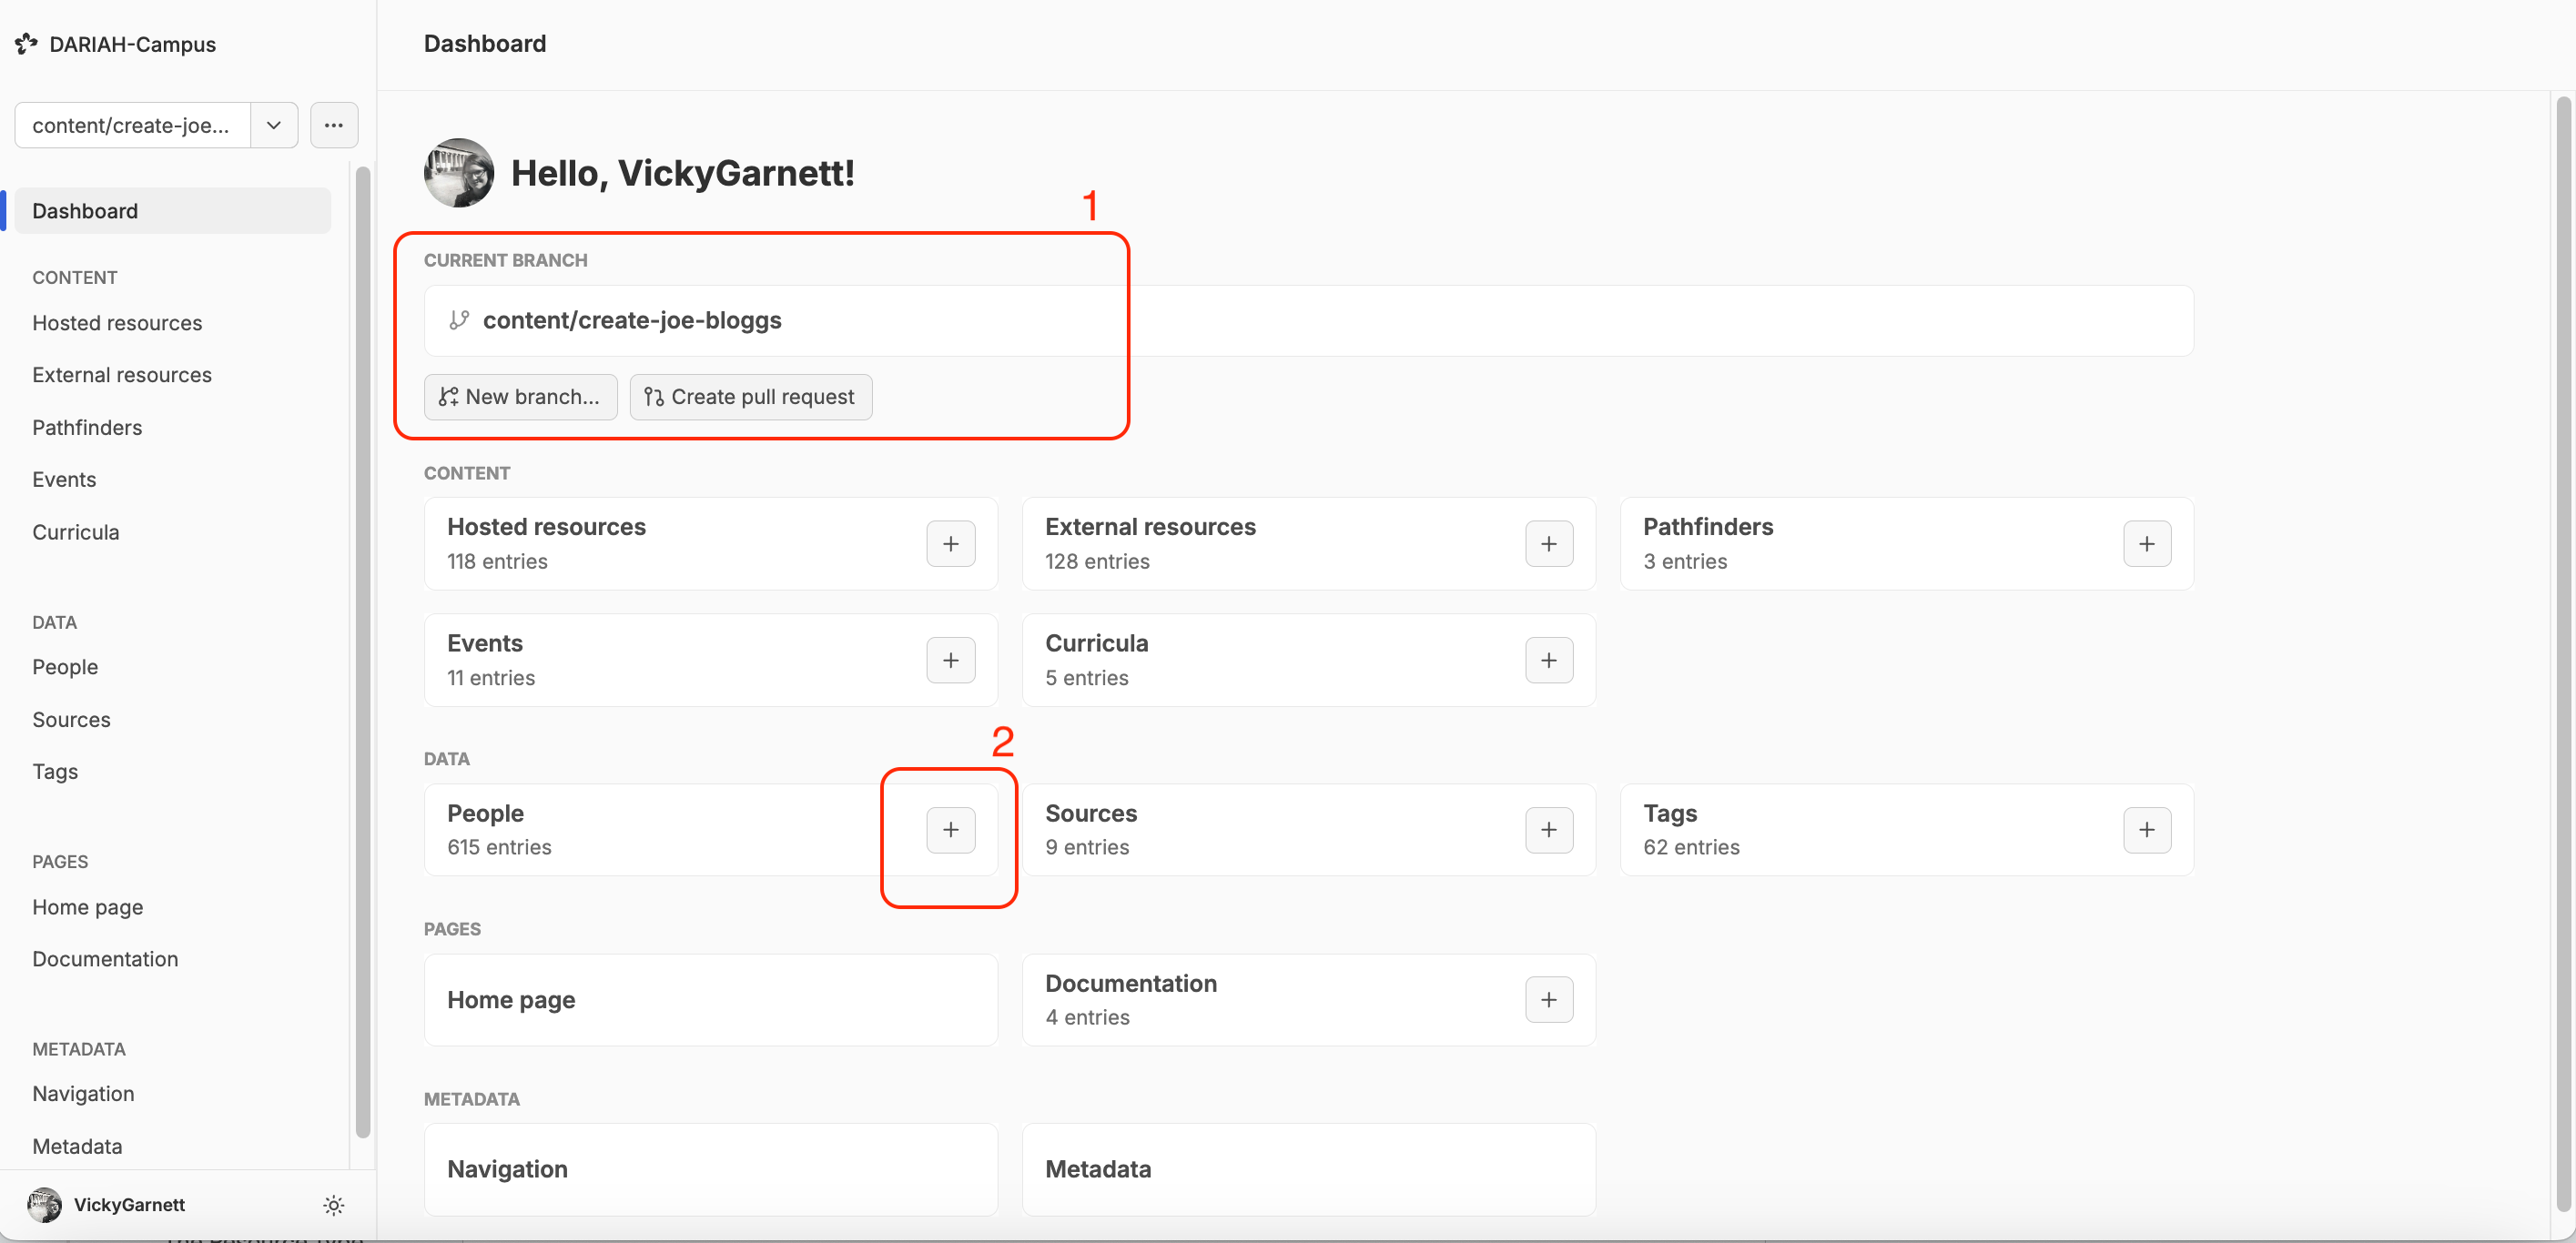 DARIAH-Campus
content/create-joe...
Dashboard
CONTENT
Hosted resources
External resources
Pathfinders
Events
Curricula
DATA
People
Sources
Tags
PAGES
Home page
Documentation
METADATA
Navigation
Metadata
VickyGarnett
Dashboard
Hello, VickyGarnett!
1
CURRENT BRANCH
content/create-joe-bloggs
New branch...
Create pull request
CONTENT
Hosted resources
118 entries
External resources
128 entries
Pathfinders
3 entries
Events
11 entries
Curricula
5 entries
2
DATA
People
615 entries
Sources
9 entries
Tags
62 entries
PAGES
Home page
Documentation
4 entries
METADATA
Navigation
Metadata